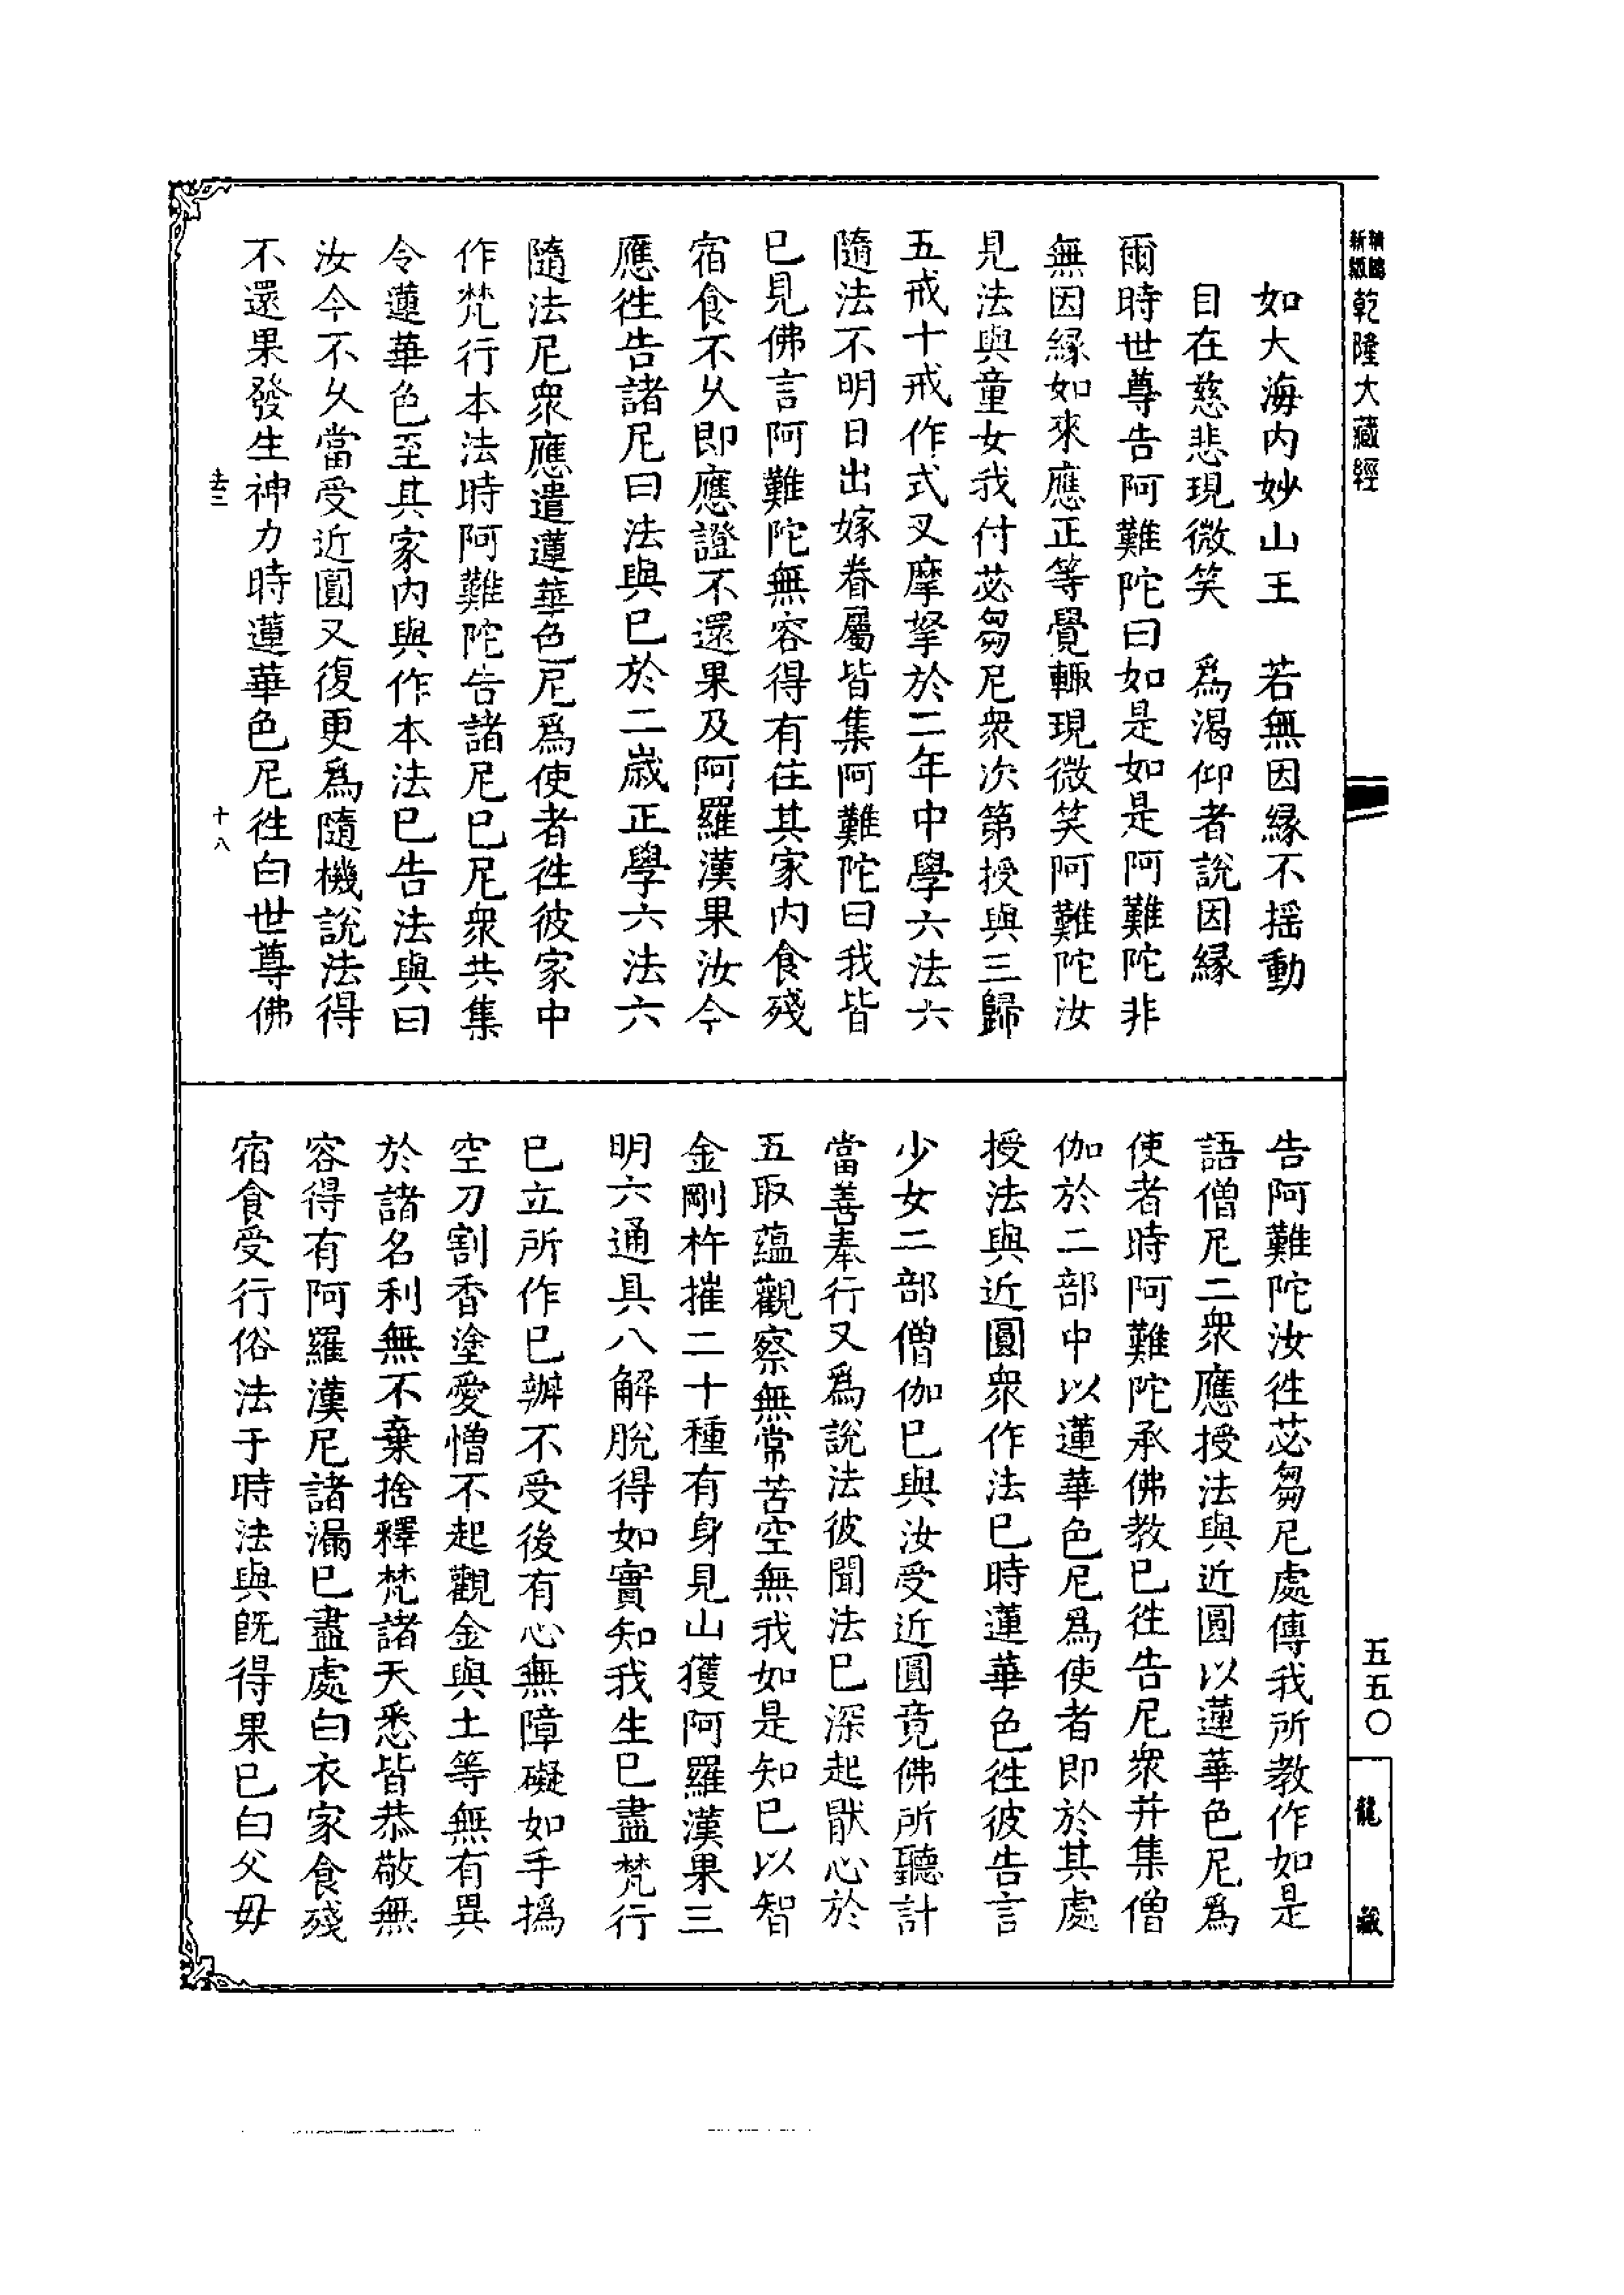 新編縮版乾隆大藏經
如大海內妙山王　若無因緣不搖動
自在慈悲現微笑　爲渴仰者說因緣
爾時世尊告阿難陀曰如是如是阿難陀非
無因緣如來應正等覺輒現微笑阿難陀汝
見法與童女我付苾芻尼衆次第授與三歸
五戒十戒作式叉摩拏於二年中學六法六
隨法不明日出嫁眷屬皆集阿難陀曰我皆
已見佛言阿難陀無容得有住其家內食殘
宿食不久即應證不還果及阿羅漢果汝今
應往告諸尼曰法與已於二歲正學六法六
隨法尼衆應遣蓮華色尼爲使者往彼家中
作梵行本法時阿難陀告諸尼已尼衆共集
令蓮華色至其家內與作本法已告法與曰
汝今不久當受近圓又復更爲隨機說法得
不還果發生神力時蓮華色尼往白世尊佛
十八
告阿難陀汝往苾芻尼處傳我所教作如是
語僧尼二衆應授法與近圓以蓮華色尼爲
使者時阿難陀承佛教已往告尼衆幷集僧
伽於二部中以蓮華色尼爲使者即於其處
授法與近圓衆作法已時蓮華色往彼告言
少女二部僧伽已與汝受近圓竟佛所聽許
當善奉行又爲說法彼聞法已深起猒心於
五取蘊觀察無常苦空無我如是知已以智
金剛杵摧二十種有身見山獲阿羅漢果三
明六通具八解脫得如實知我生已盡梵行
已立所作已辦不受後有心無障礙如手撝
空刀割香塗愛憎不起觀金與土等無有異
於諸名利無不棄捨釋梵諸天悉皆恭敬無
容得有阿羅漢尼諸漏已盡處白衣家食殘
宿食受行俗法于時法與旣得果已白父母
五五〇
龍藏